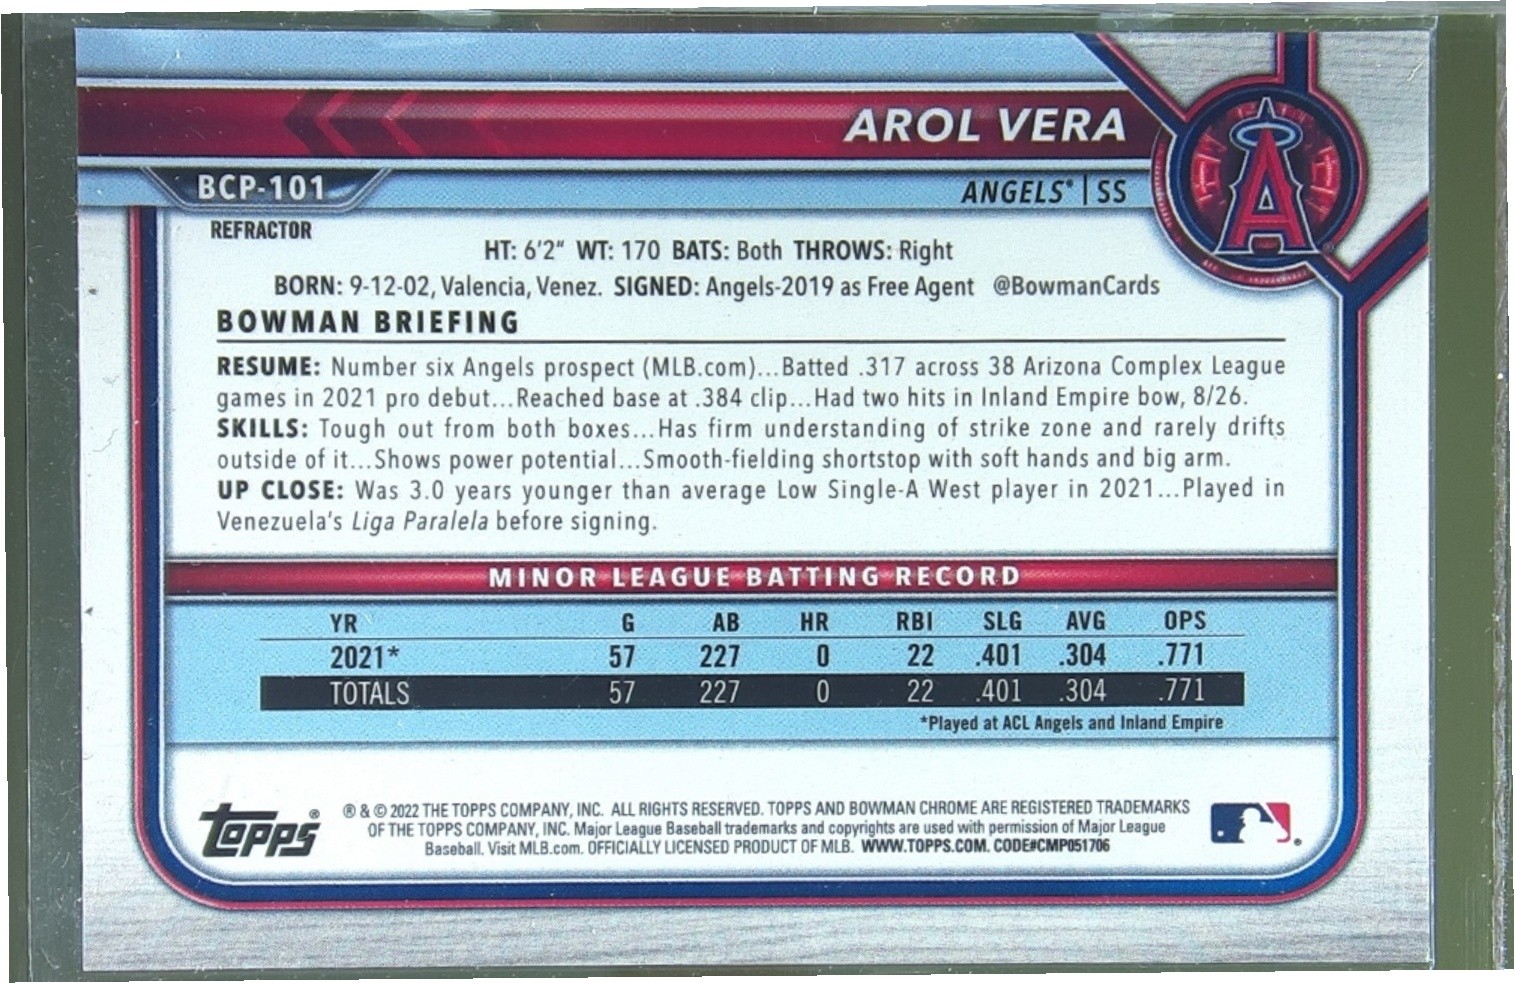 AROL VERA
BCP-101
ANGELS® | SS
A
REFRACTOR
HT: 6'2" WT: 170 BATS: Both THROWS: Right
BORN: 9-12-02, Valencia, Venez. SIGNED: Angels-2019 as Free Agent @BowmanCards
BOWMAN BRIEFING
RESUME: Number six Angels prospect (MLB.com)...Batted .317 across 38 Arizona Complex League
games in 2021 pro debut...Reached base at .384 clip...Had two hits in Inland Empire bow, 8/26.
SKILLS: Tough out from both boxes...Has firm understanding of strike zone and rarely drifts
outside of it...Shows power potential...Smooth-fielding shortstop with soft hands and big arm.
UP CLOSE: Was 3.0 years younger than average Low Single-A West player in 2021...Played in
Venezuela's Liga Paralela before signing.
MINOR LEAGUE BATTING RECORD
YR G AB HR RBI SLG AVG OPS
2021* 57 227 0 22 .401 .304 .771
TOTALS 57 227 0 22 .401 .304 .771
*Played at ACL Angels and Inland Empire
Topps®
® & © 2022 THE TOPPS COMPANY, INC. ALL RIGHTS RESERVED. TOPPS AND BOWMAN CHROME ARE REGISTERED TRADEMARKS
OF THE TOPPS COMPANY, INC. Major League Baseball trademarks and copyrights are used with permission of Major League
Baseball. Visit MLB.com. OFFICIALLY LICENSED PRODUCT OF MLB. WWW.TOPPS.COM. CODE#CMP051706